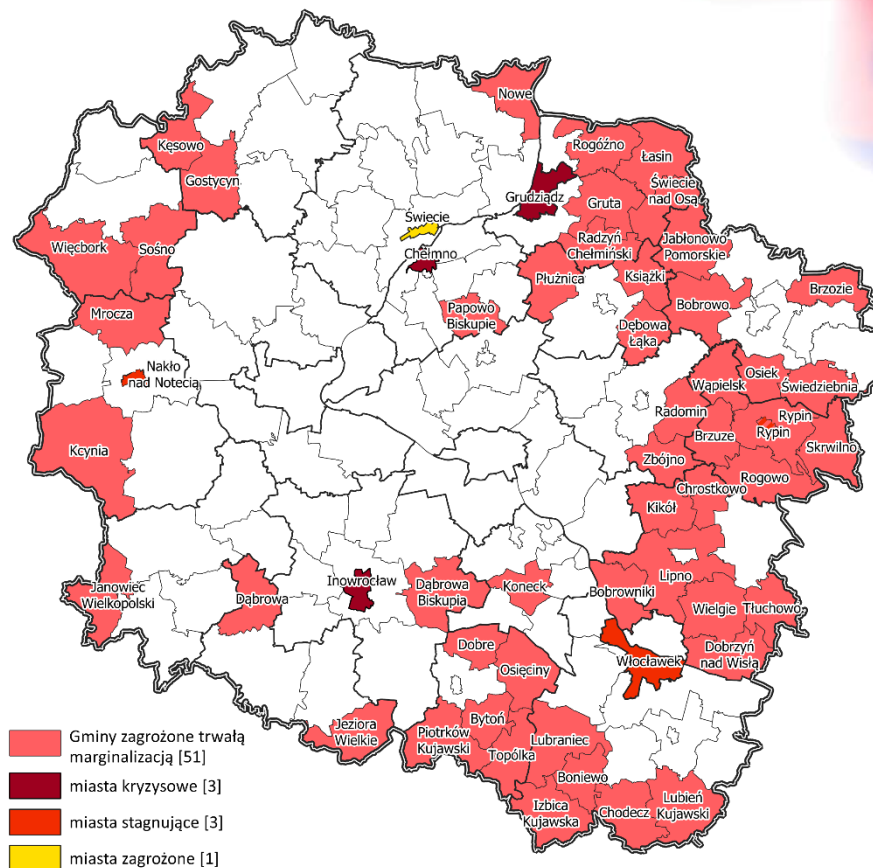 Nowe
Rogóźno
Łasin
Kęsowo
Gostycyn
Grudziądz
Gruta
Świecie
nad Osą
Świecie
Chełmno
Radzyń
Chełmiński
Jabłonowo
Pomorskie
Więcbork
Sośno
Płużnica
Książki
Brzozie
Mrocza
Papowo
Biskupie
Bobrowo
Dębowa
Łąka
Nakło
nad Notecią
Wąpielsk
Osiek
Świedziebnia
Radomin
Brzuze
Rypin
Rypin
Skrwilno
Kcynia
Zbójno
Rogowo
Chrostkowo
Kikół
Janowiec
Wielkopolski
Dąbrowa
Inowrocław
Dąbrowa
Biskupia
Koneck
Bobrowniki
Lipno
Wielgie
Tłuchowo
Dobre
Osięciny
Włocławek
Dobrzyń
nad Wisłą
Jeziora
Wielkie
Piotrków
Kujawski
Bytoń
Topólka
Lubraniec
Boniewo
Izbica
Kujawska
Chodecz
Lubień
Kujawski
Gminy zagrożone trwałą
marginalizacją [51]
miasta kryzysowe [3]
miasta stagnujące [3]
miasta zagrożone [1]